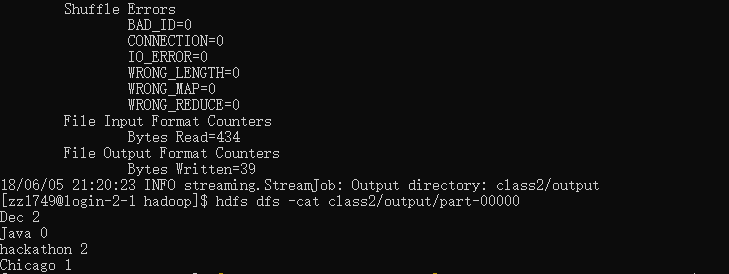 Shuffle Errors
BAD_ID=0
CONNECTION=0
IO_ERROR=0
WRONG_LENGTH=0
WRONG_MAP=0
WRONG_REDUCE=0
File Input Format Counters
Bytes Read=434
File Output Format Counters
Bytes Written=39
18/06/05 21:20:23 INFO streaming.StreamJob: Output directory: class2/output
[zz1749@login-2-1 hadoop]$ hdfs dfs -cat class2/output/part-00000
Dec 2
Java 0
hackathon 2
Chicago 1